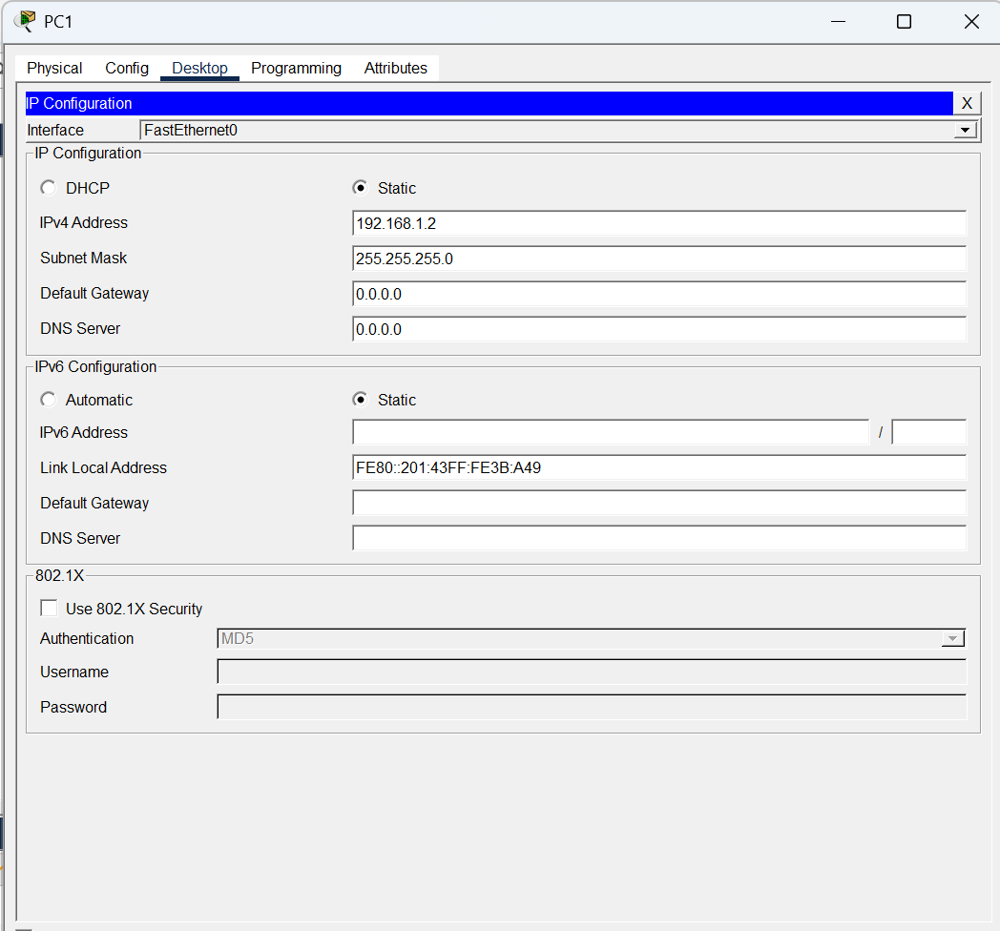 PC1
Physical Config Desktop Programming Attributes
IP Configuration X
Interface FastEthernet0
IP Configuration
DHCP Static
IPv4 Address 192.168.1.2
Subnet Mask 255.255.255.0
Default Gateway 0.0.0.0
DNS Server 0.0.0.0
IPv6 Configuration
Automatic Static
IPv6 Address /
Link Local Address FE80::201:43FF:FE3B:A49
Default Gateway
DNS Server
802.1X
Use 802.1X Security
Authentication MD5
Username
Password